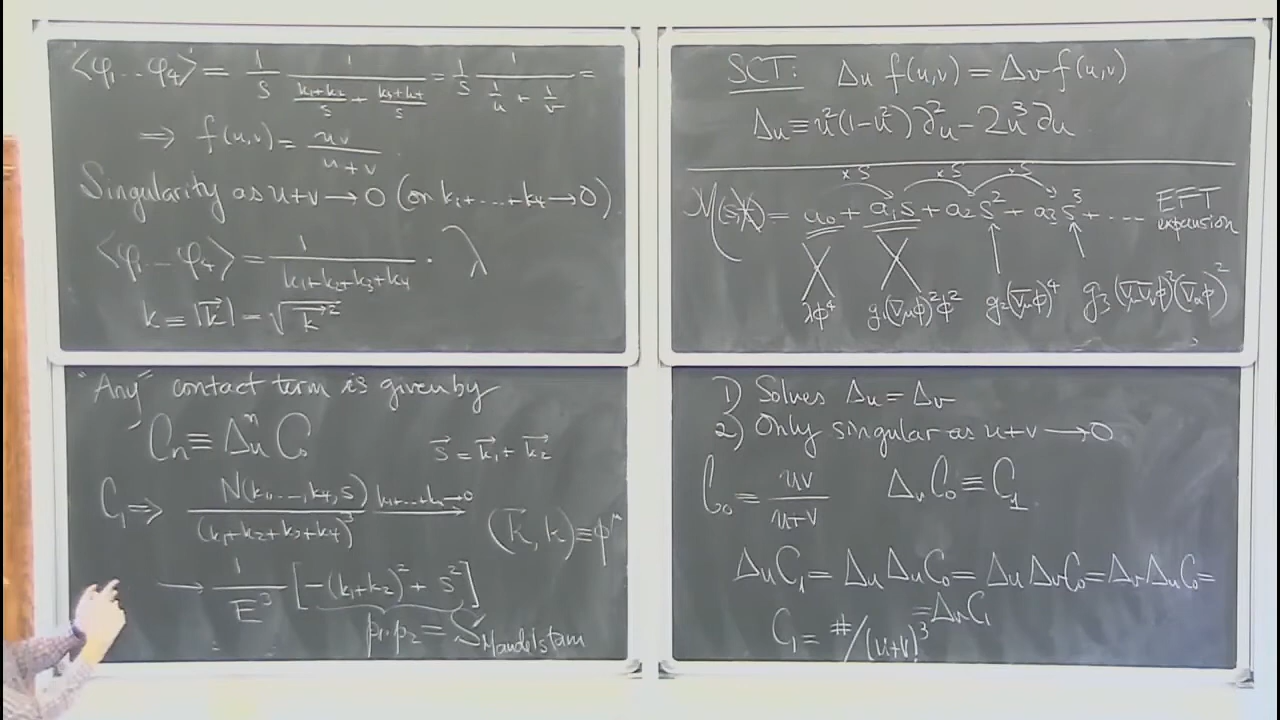 ⟨φ₁…φ₄⟩ = 1/s 1/((k₁+k₂)/s + (k₃+k₄)/s) = 1/s 1/(1/u + 1/v) =
⟹ f(u,v) = uv/(u+v)
Singularity as u+v → 0 (or k₁+…+k₄→0).
⟨φ₁…φ₄⟩ = 1/(k₁+k₂+k₃+k₄) · λ
k ≡ |k⃗| = √(k⃗²)
SCT: Δu f(u,v) = Δv f(u,v)
Δu ≡ u²(1-u²)∂²u - 2u³∂u
×s ×s ×s
= a₀ + a₁s + a₂s² + a₃s³ + … EFT
expansion
λφ⁴ g₁(∇μφ)²φ² g₂(∇μφ)⁴ g₃(∇μ∇νφ)²(∇αφ)²
"Any" contact term is given by
Cn ≡ Δuⁿ C₀
s⃗ = k⃗₁ + k⃗₂
C₁ ⟹ N(k₁,…,k₄,s)/(k₁+k₂+k₃+k₄)³ k₁+…+k₄→0 ⟶
(k⃗, k) ≡ p^μ
→ 1/E³ [-(k₁+k₂)² + s²]
p₁·p₂ = S Mandelstam
1) Solves Δu = Δv
2) Only singular as u+v → 0
C₀ = uv/(u+v) ΔuC₀ ≡ C₁
ΔuC₁ = ΔuΔuC₀ = ΔuΔvC₀ = ΔvΔuC₀ =
= ΔvC₁
C₁ = #/(u+v)³